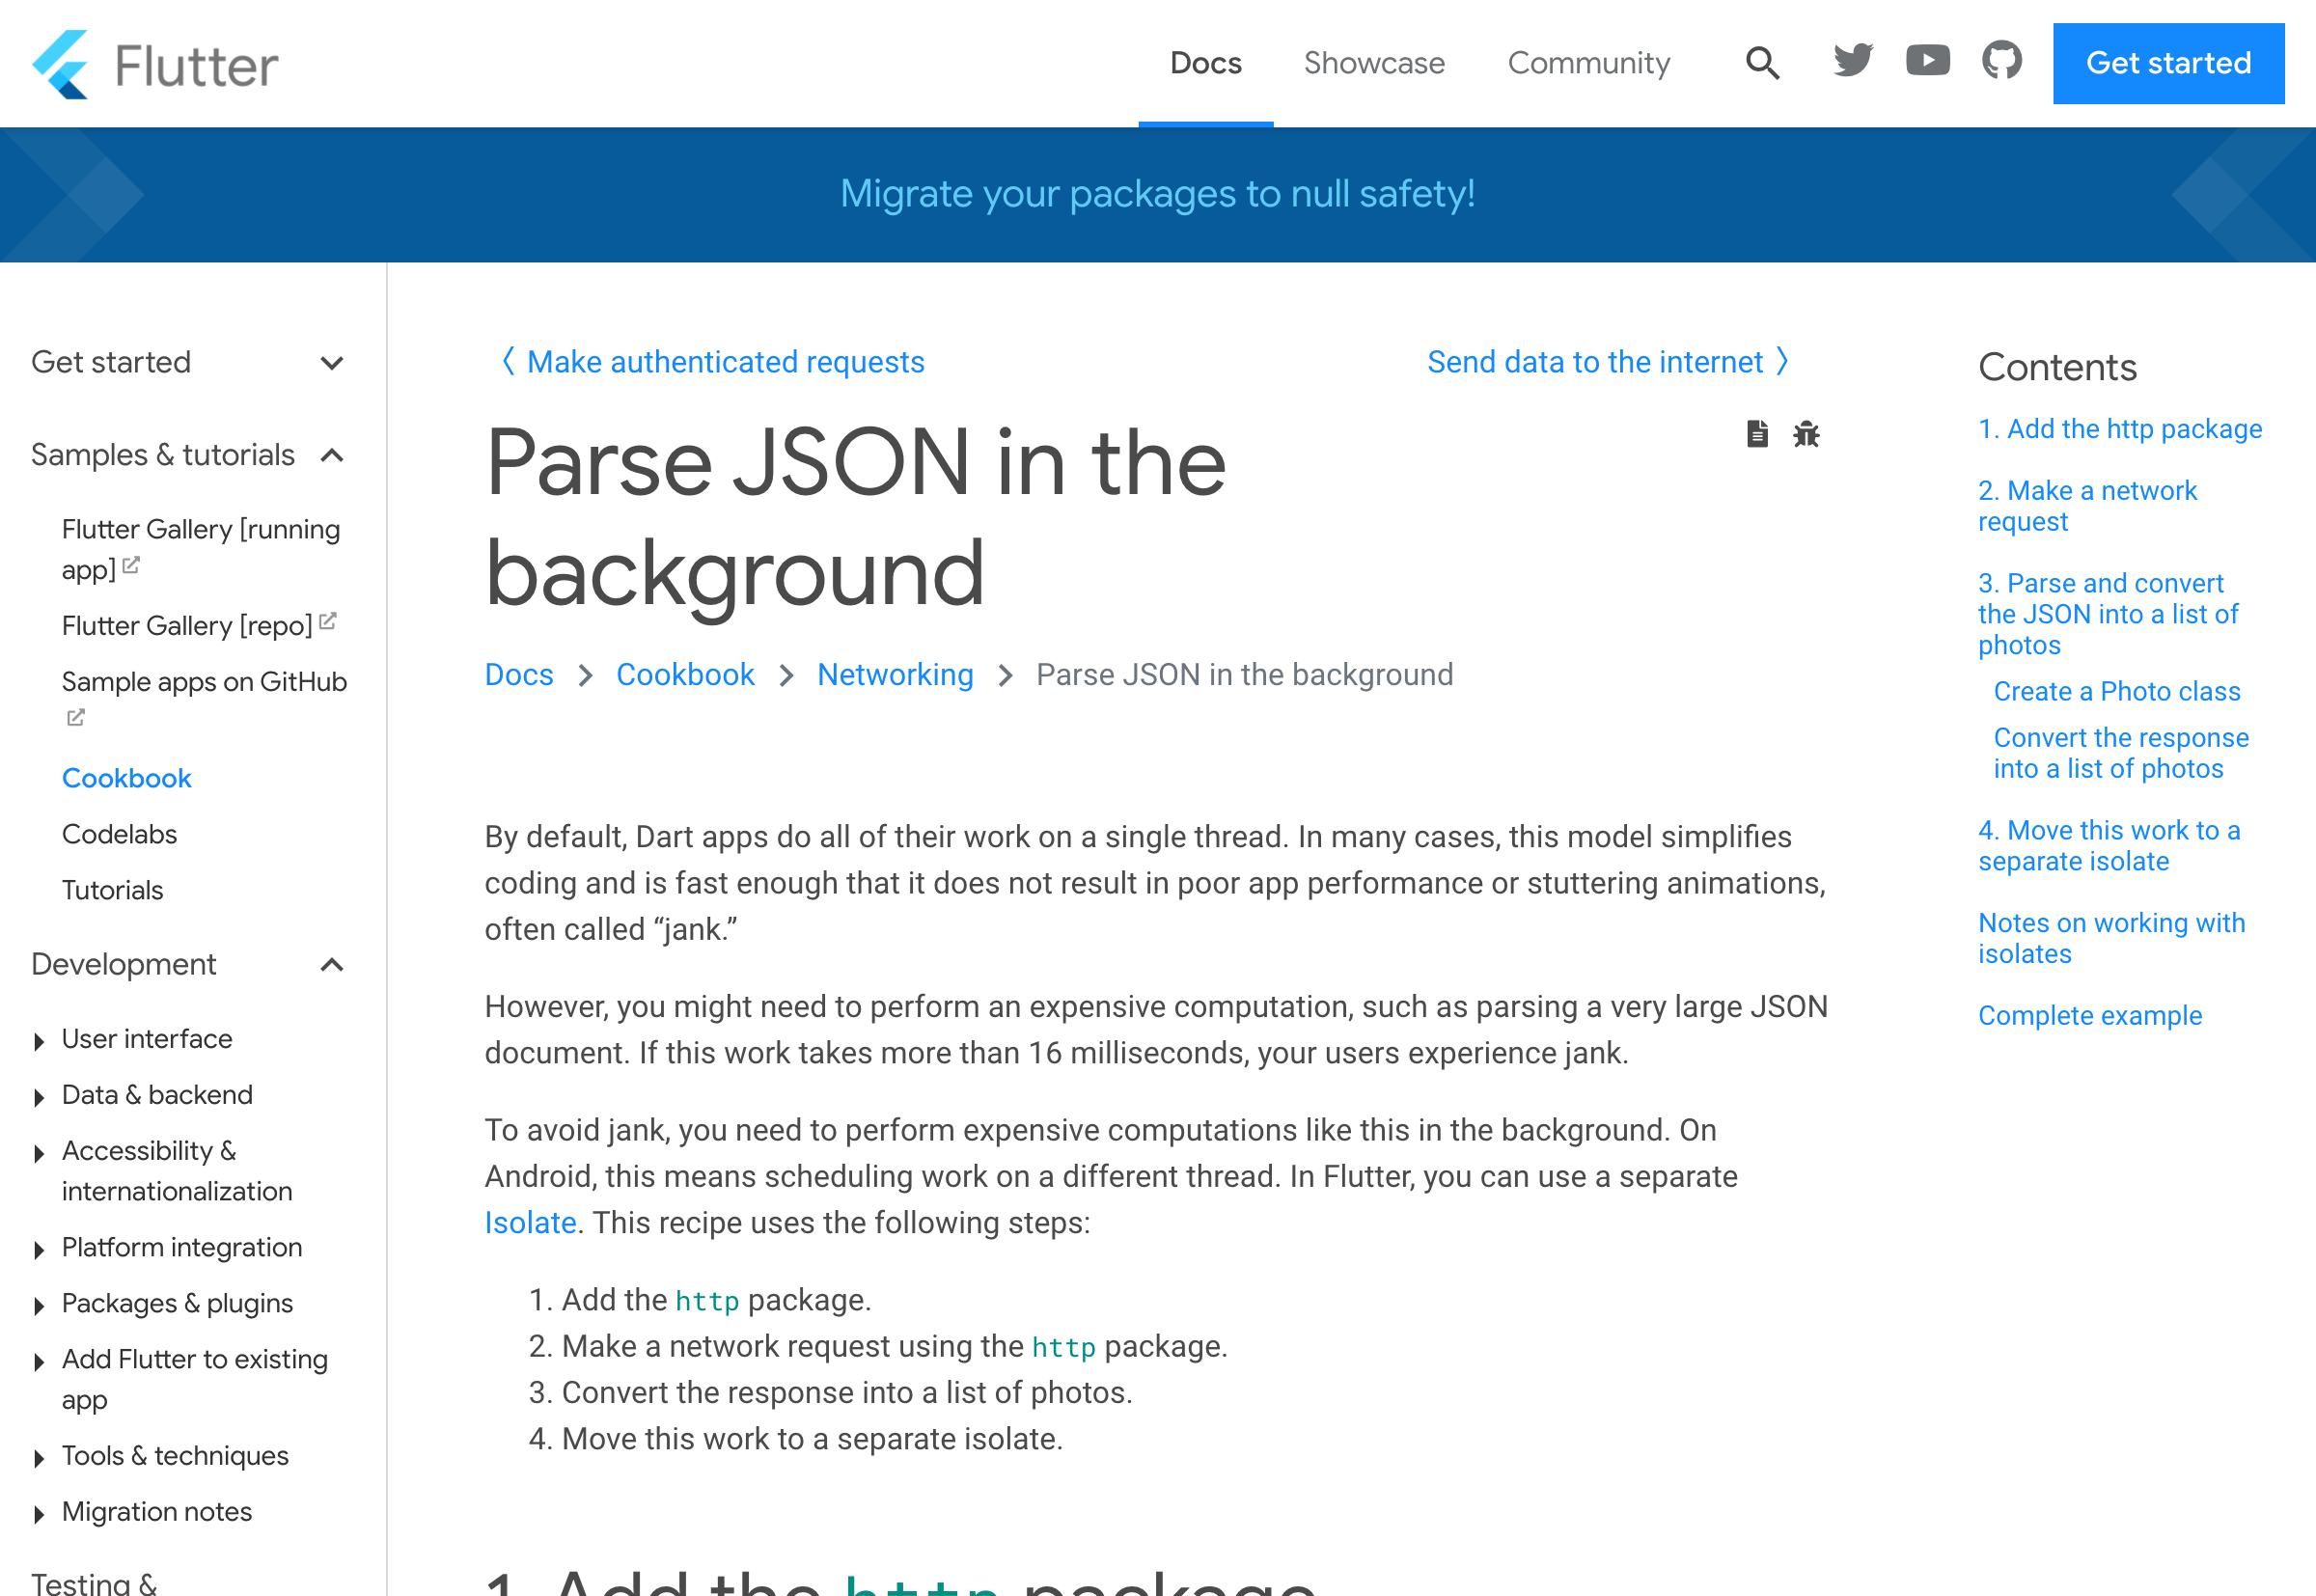 Flutter
Docs Showcase Community Get started
Migrate your packages to null safety!
Get started
Samples & tutorials
Flutter Gallery [running
app]
Flutter Gallery [repo]
Sample apps on GitHub
Cookbook
Codelabs
Tutorials
Development
User interface
Data & backend
Accessibility &
internationalization
Platform integration
Packages & plugins
Add Flutter to existing
app
Tools & techniques
Migration notes
Testing &
〈 Make authenticated requests
Send data to the internet 〉
Parse JSON in the
background
Docs > Cookbook > Networking > Parse JSON in the background
By default, Dart apps do all of their work on a single thread. In many cases, this model simplifies
coding and is fast enough that it does not result in poor app performance or stuttering animations,
often called “jank.”
However, you might need to perform an expensive computation, such as parsing a very large JSON
document. If this work takes more than 16 milliseconds, your users experience jank.
To avoid jank, you need to perform expensive computations like this in the background. On
Android, this means scheduling work on a different thread. In Flutter, you can use a separate
Isolate. This recipe uses the following steps:
1. Add the http package.
2. Make a network request using the http package.
3. Convert the response into a list of photos.
4. Move this work to a separate isolate.
1. Add the http package
Contents
1. Add the http package
2. Make a network
request
3. Parse and convert
the JSON into a list of
photos
Create a Photo class
Convert the response
into a list of photos
4. Move this work to a
separate isolate
Notes on working with
isolates
Complete example